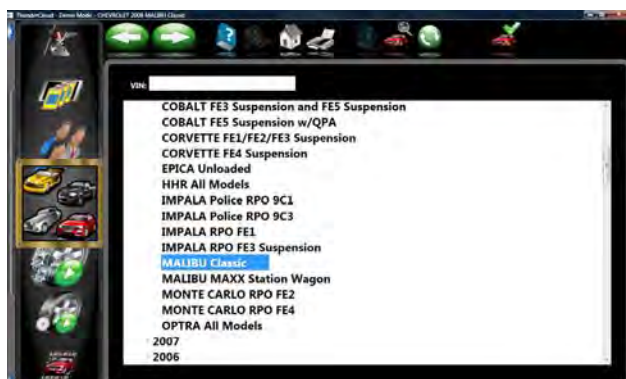 ThunderCloud - Demo Mode - CHEVROLET 2008 MALIBU Classic
VIN:
COBALT FE3 Suspension and FE5 Suspension
COBALT FE5 Suspension w/QPA
CORVETTE FE1/FE2/FE3 Suspension
CORVETTE FE4 Suspension
EPICA Unloaded
HHR All Models
IMPALA Police RPO 9C1
IMPALA Police RPO 9C3
IMPALA RPO FE1
IMPALA RPO FE3 Suspension
MALIBU Classic
MALIBU MAXX Station Wagon
MONTE CARLO RPO FE2
MONTE CARLO RPO FE4
OPTRA All Models
2007
2006